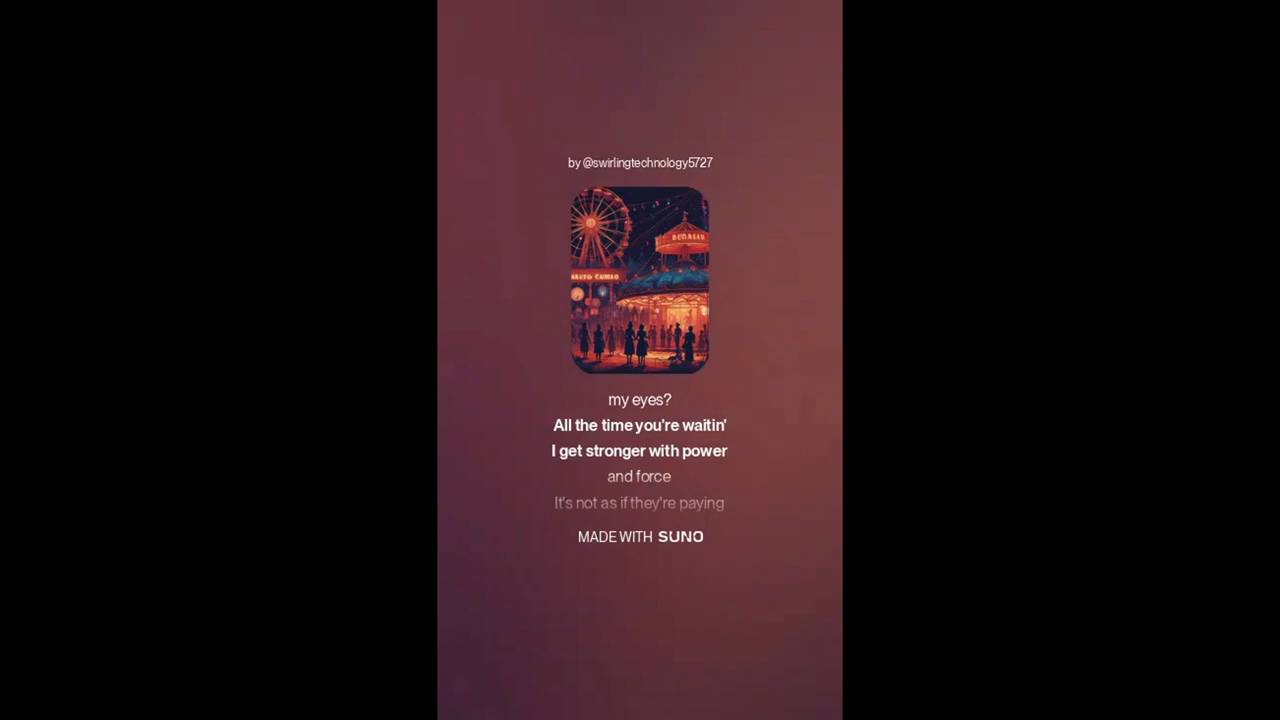 by @swirlingtechnology5727
my eyes?
All the time you're waitin'
I get stronger with power
and force
It's not as if they're paying
MADE WITH SUNO